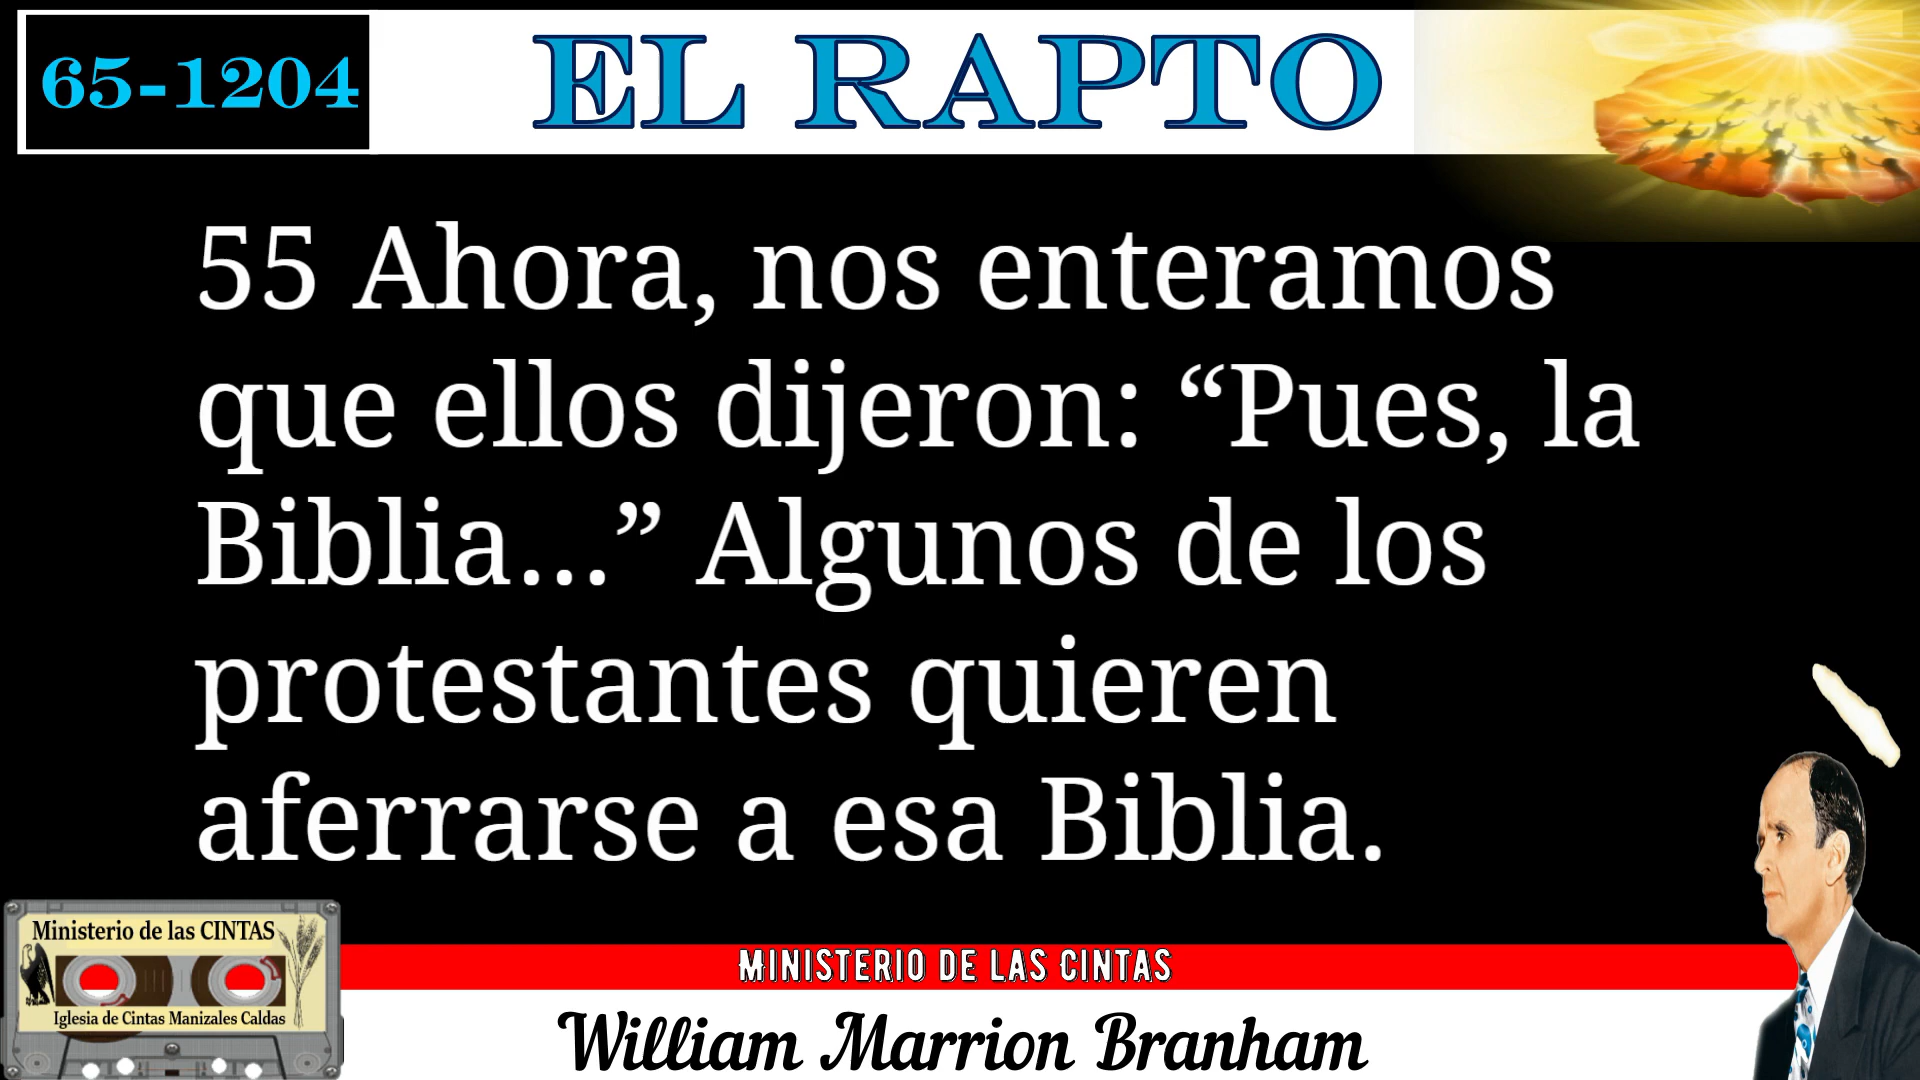 65-1204
EL RAPTO
55 Ahora, nos enteramos
que ellos dijeron: “Pues, la
Biblia...” Algunos de los
protestantes quieren
aferrarse a esa Biblia.
Ministerio de las CINTAS
Iglesia de Cintas Manizales Caldas
MINISTERIO DE LAS CINTAS
William Marrion Branham